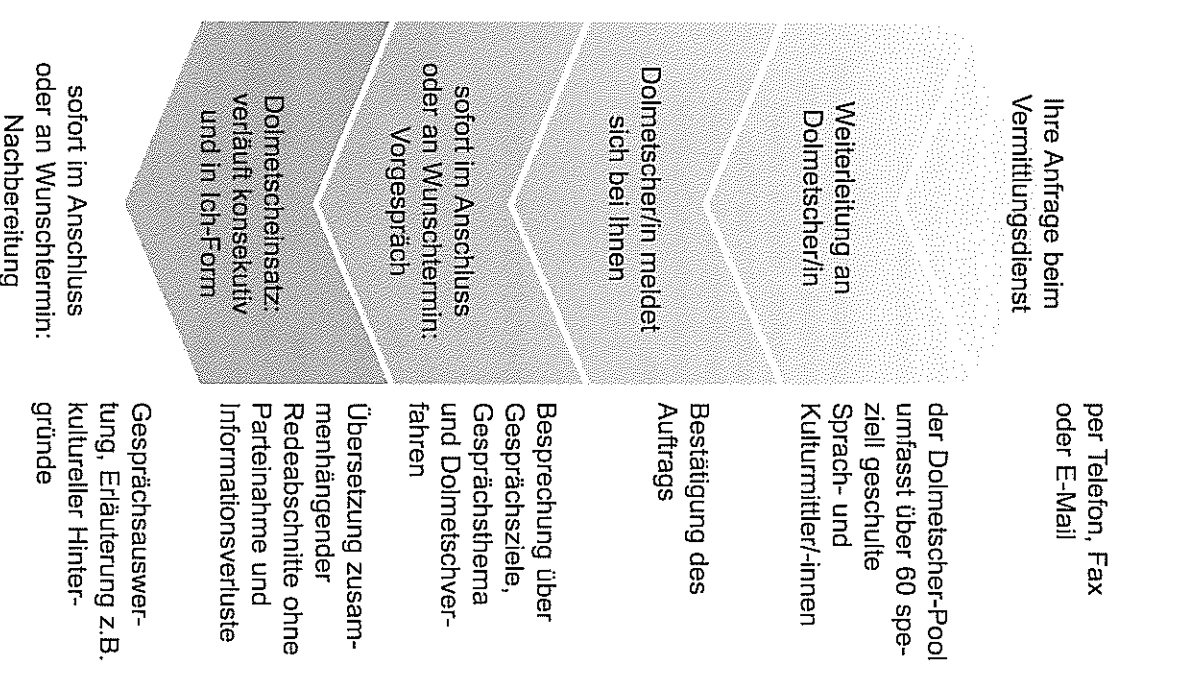 Ihre Anfrage beim
Vermittlungsdienst
per Telefon, Fax
oder E-Mail
Weiterleitung an
Dolmetscher/in
der Dolmetscher-Pool
umfasst über 60 spe-
ziell geschulte
Sprach- und
Kulturmittler/-innen
Dolmetscher/in meldet
sich bei Ihnen
Bestätigung des
Auftrags
sofort im Anschluss
oder an Wunschtermin:
Vorgespräch
Besprechung über
Gesprächsziele,
Gesprächsthema
und Dolmetschver-
fahren
Dolmetscheinsatz:
verläuft konsekutiv
und in Ich-Form
Übersetzung zusam-
menhängender
Redeabschnitte ohne
Parteinahme und
Informationsverluste
sofort im Anschluss
oder an Wunschtermin:
Nachbereitung
Gesprächsauswer-
tung, Erläuterung z.B.
kultureller Hinter-
gründe